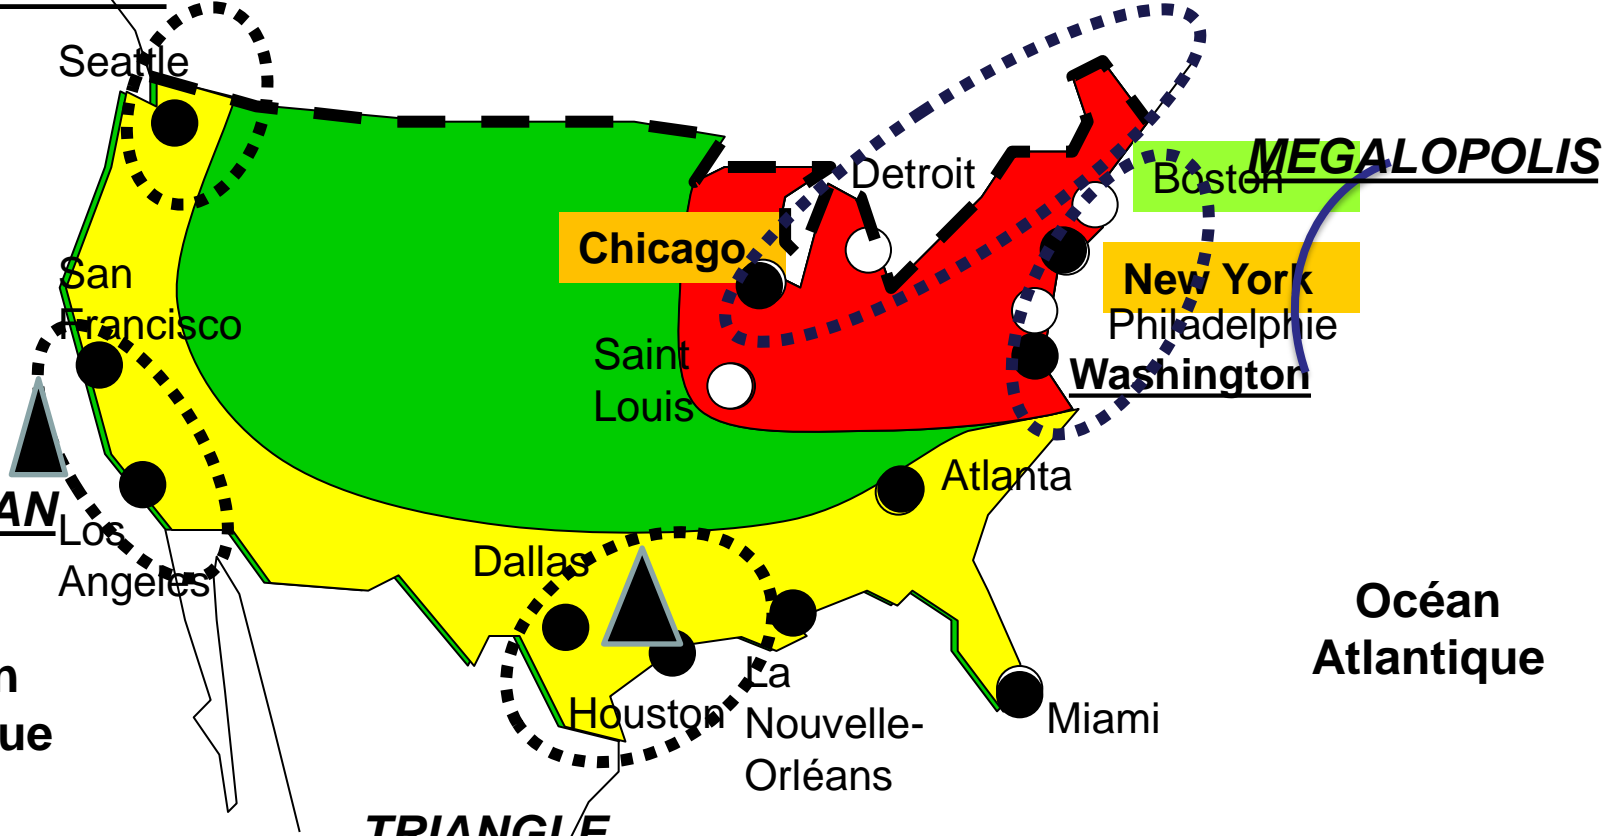 Seattle
MEGALOPOLIS
Detroit
Boston
Chicago
New York
San
Francisco
Philadelphie
Saint
Louis
Washington
Atlanta
AN
Los
Angeles
Dallas
Océan
Atlantique
n
ue
La
Nouvelle-
Orléans
Houston
Miami
TRIANGLE